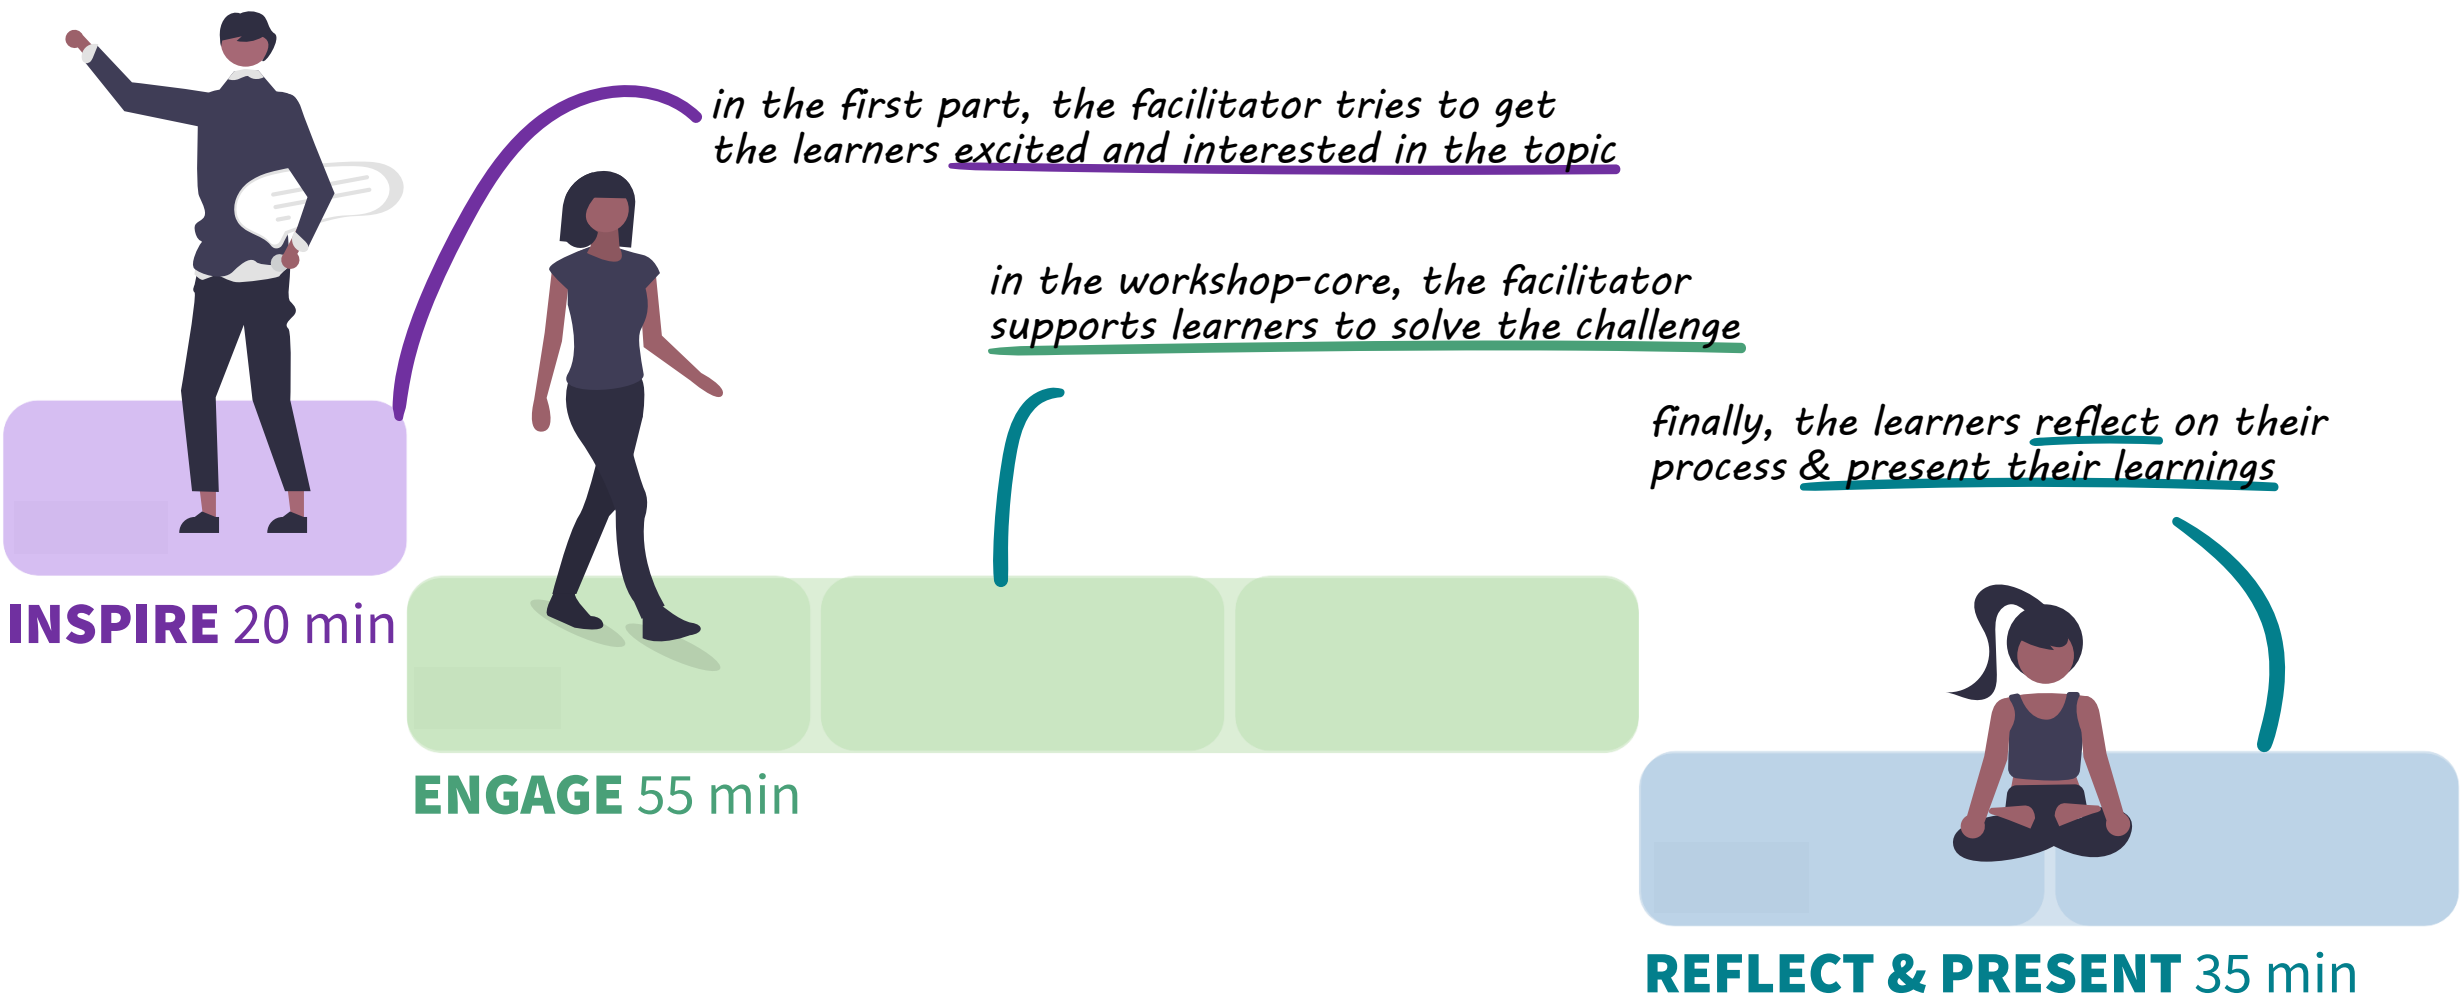 in the first part, the facilitator tries to get
the learners excited and interested in the topic
in the workshop-core, the facilitator
supports learners to solve the challenge
finally, the learners reflect on their
process & present their learnings
INSPIRE 20 min
ENGAGE 55 min
REFLECT & PRESENT 35 min